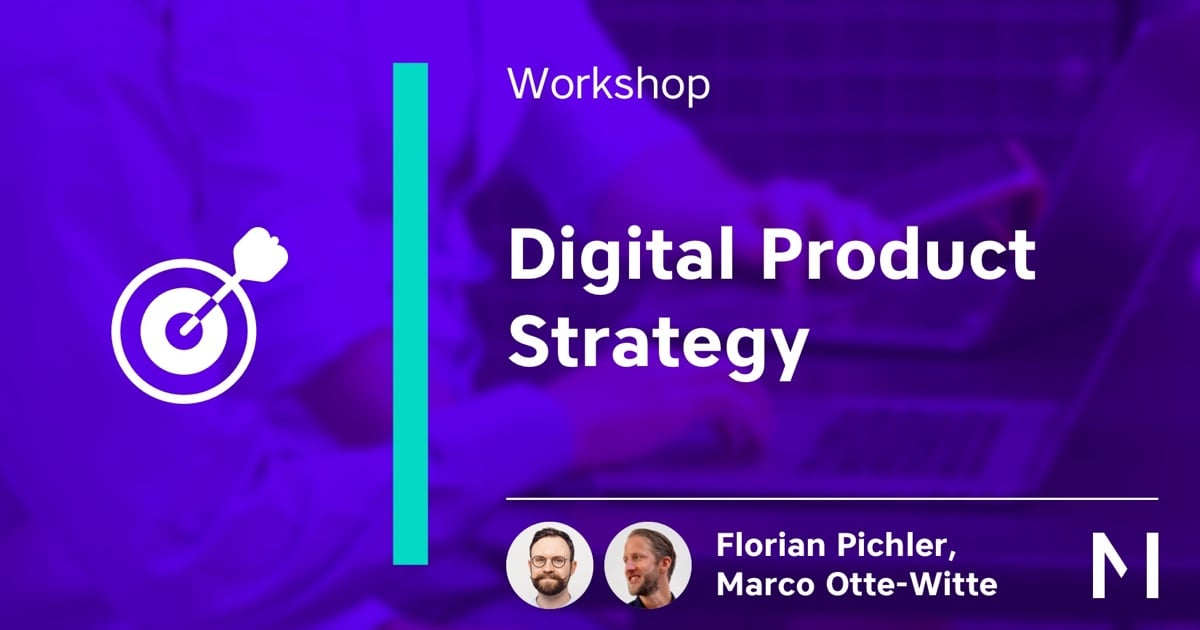 Workshop
Digital Product
Strategy
Florian Pichler,
Marco Otte-Witte